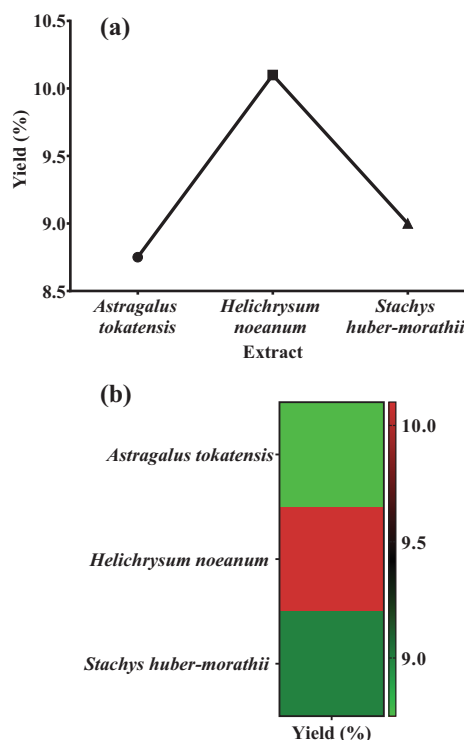 (a)
10.5
10.0
9.5
9.0
8.5
Yield (%)
Astragalus tokatensis
Helichrysum noeanum
Stachys huber-morathii
Extract
(b)
Astragalus tokatensis
Helichrysum noeanum
Stachys huber-morathii
10.0
9.5
9.0
Yield (%)